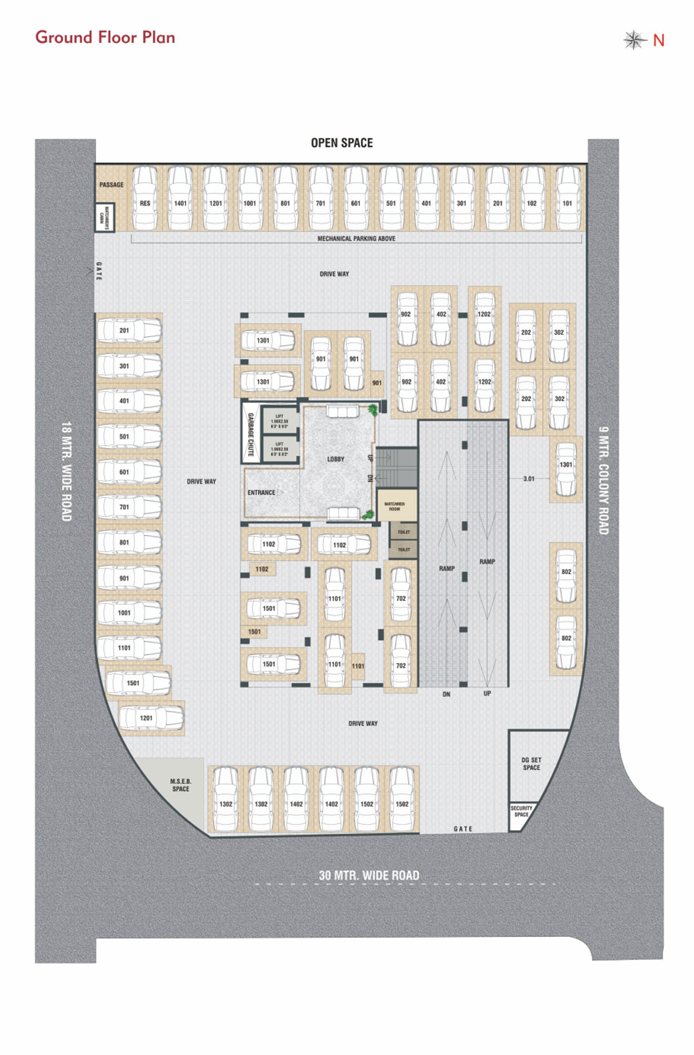 Ground Floor Plan
N
OPEN SPACE
PASSAGE
WATCHMEN'S
CABIN
RES 1401 1201 1001 801 701 601 501 401 301 201 102 101
MECHANICAL PARKING ABOVE
GATE
DRIVE WAY
902 402 1202
202 302
201
301
401
501
601
701
801
901
1001
1101
1501
1201
1301
1301
901 901
901
902 402 1202
202 302
GARBAGE CHUTE
LIFT
LIFT
LOBBY
ENTRANCE
UP
DN
WATCHMEN
ROOM
TOILET
TOILET
DRIVE WAY
18 MTR. WIDE ROAD
9 MTR. COLONY ROAD
1301
3.01
RAMP
RAMP
1102 1102
1102
1501
1101
702
1501
1501
1101
1101
702
802
802
DN UP
DRIVE WAY
M.S.E.B.
SPACE
DG SET
SPACE
SECURITY
SPACE
1302 1302 1402 1402 1502 1502
GATE
30 MTR. WIDE ROAD